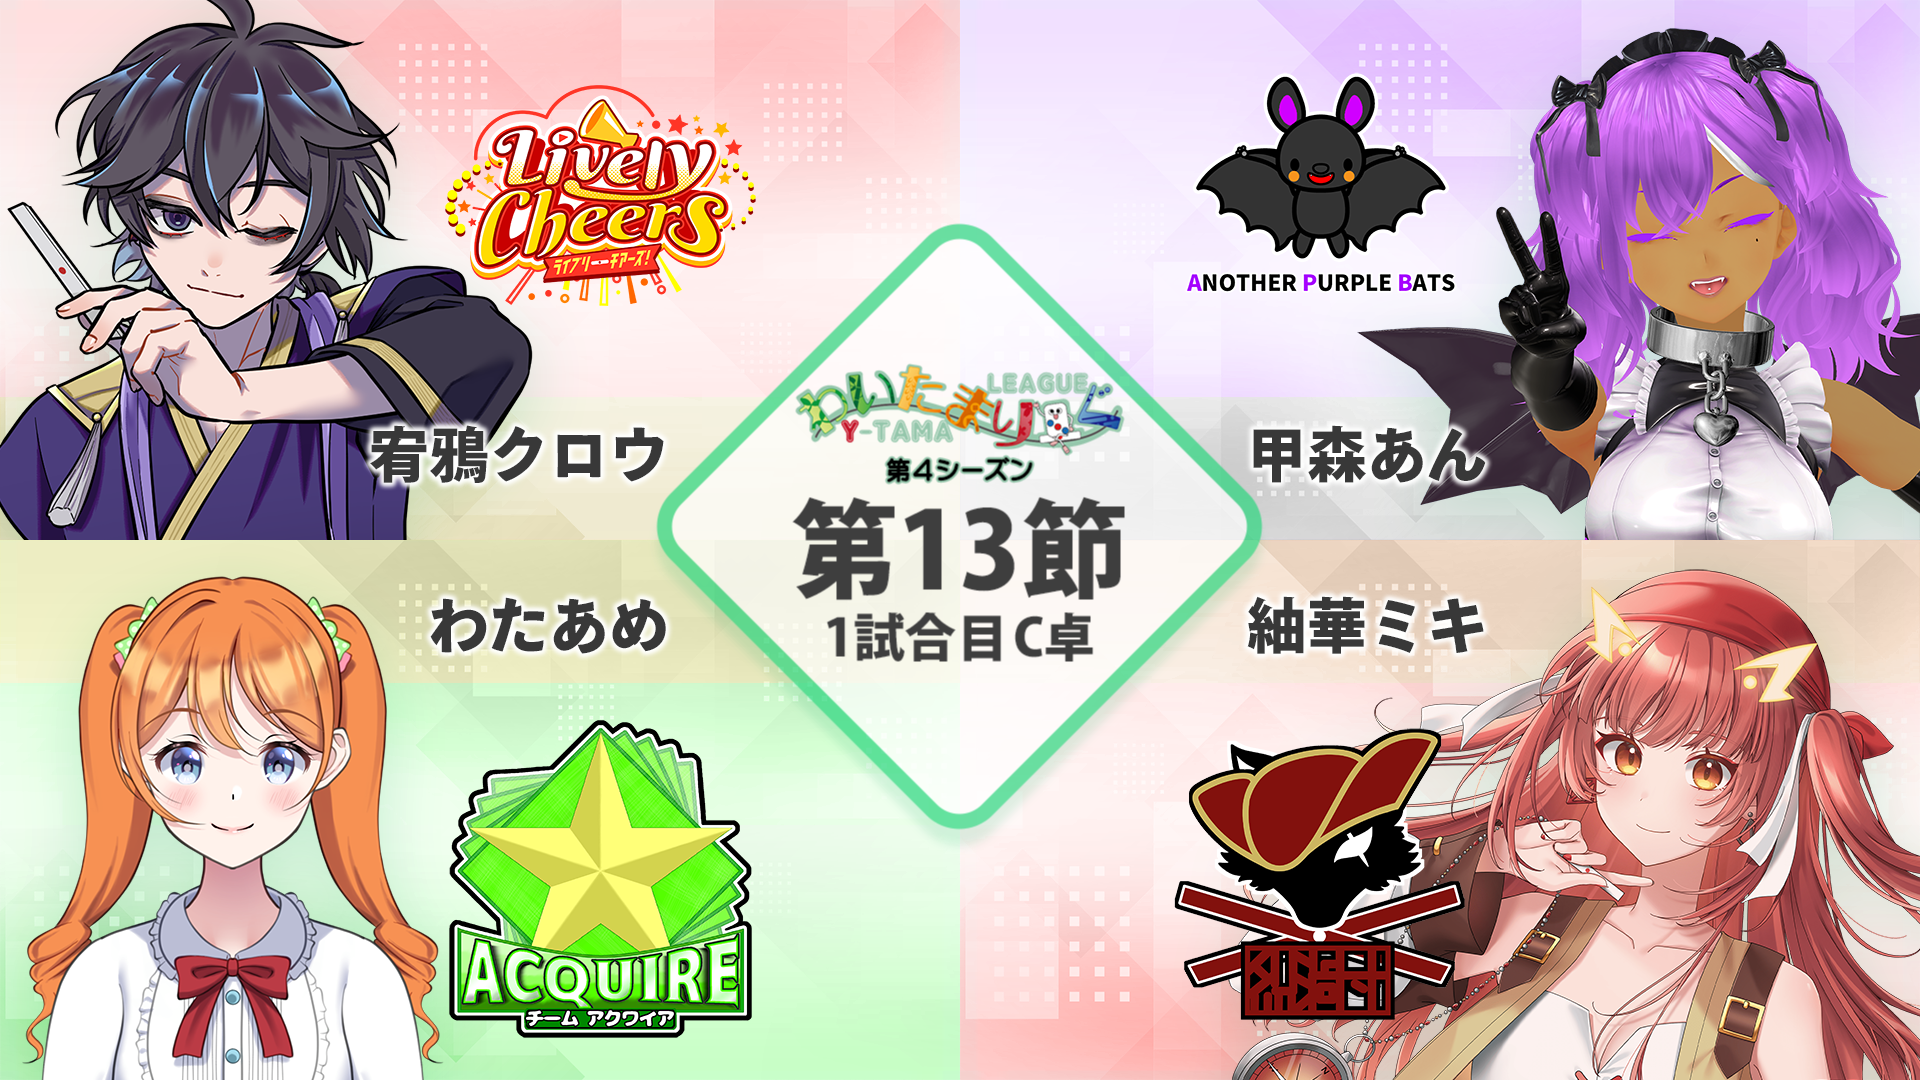 Lively
Cheers
ライブリーチアーズ!
ANOTHER PURPLE BATS
宥鴉クロウ
甲森あん
わいたまりーぐ
LEAGUE
Y-TAMA
第4シーズン
第13節
1試合目 C卓
わたあめ
紬華ミキ
ACQUIRE
チーム アクワイア